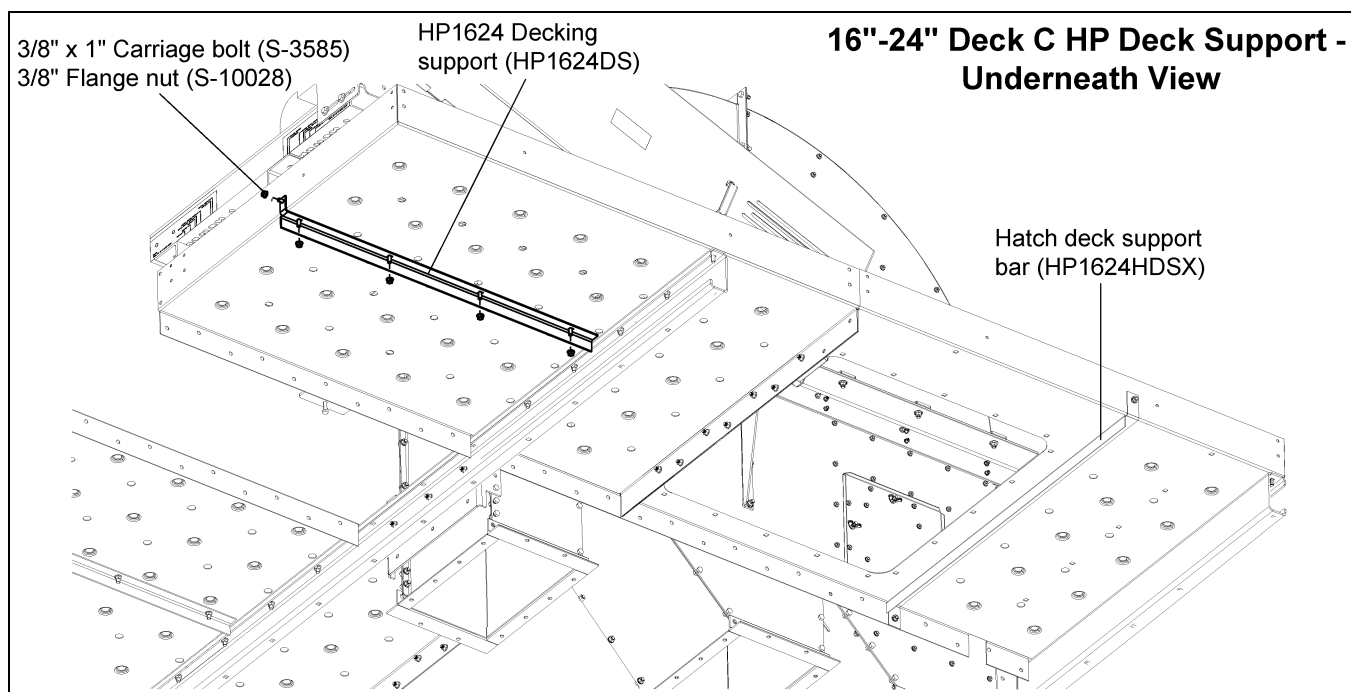 3/8" x 1" Carriage bolt (S-3585)
3/8" Flange nut (S-10028)
HP1624 Decking
support (HP1624DS)
16"-24" Deck C HP Deck Support -
Underneath View
Hatch deck support
bar (HP1624HDSX)